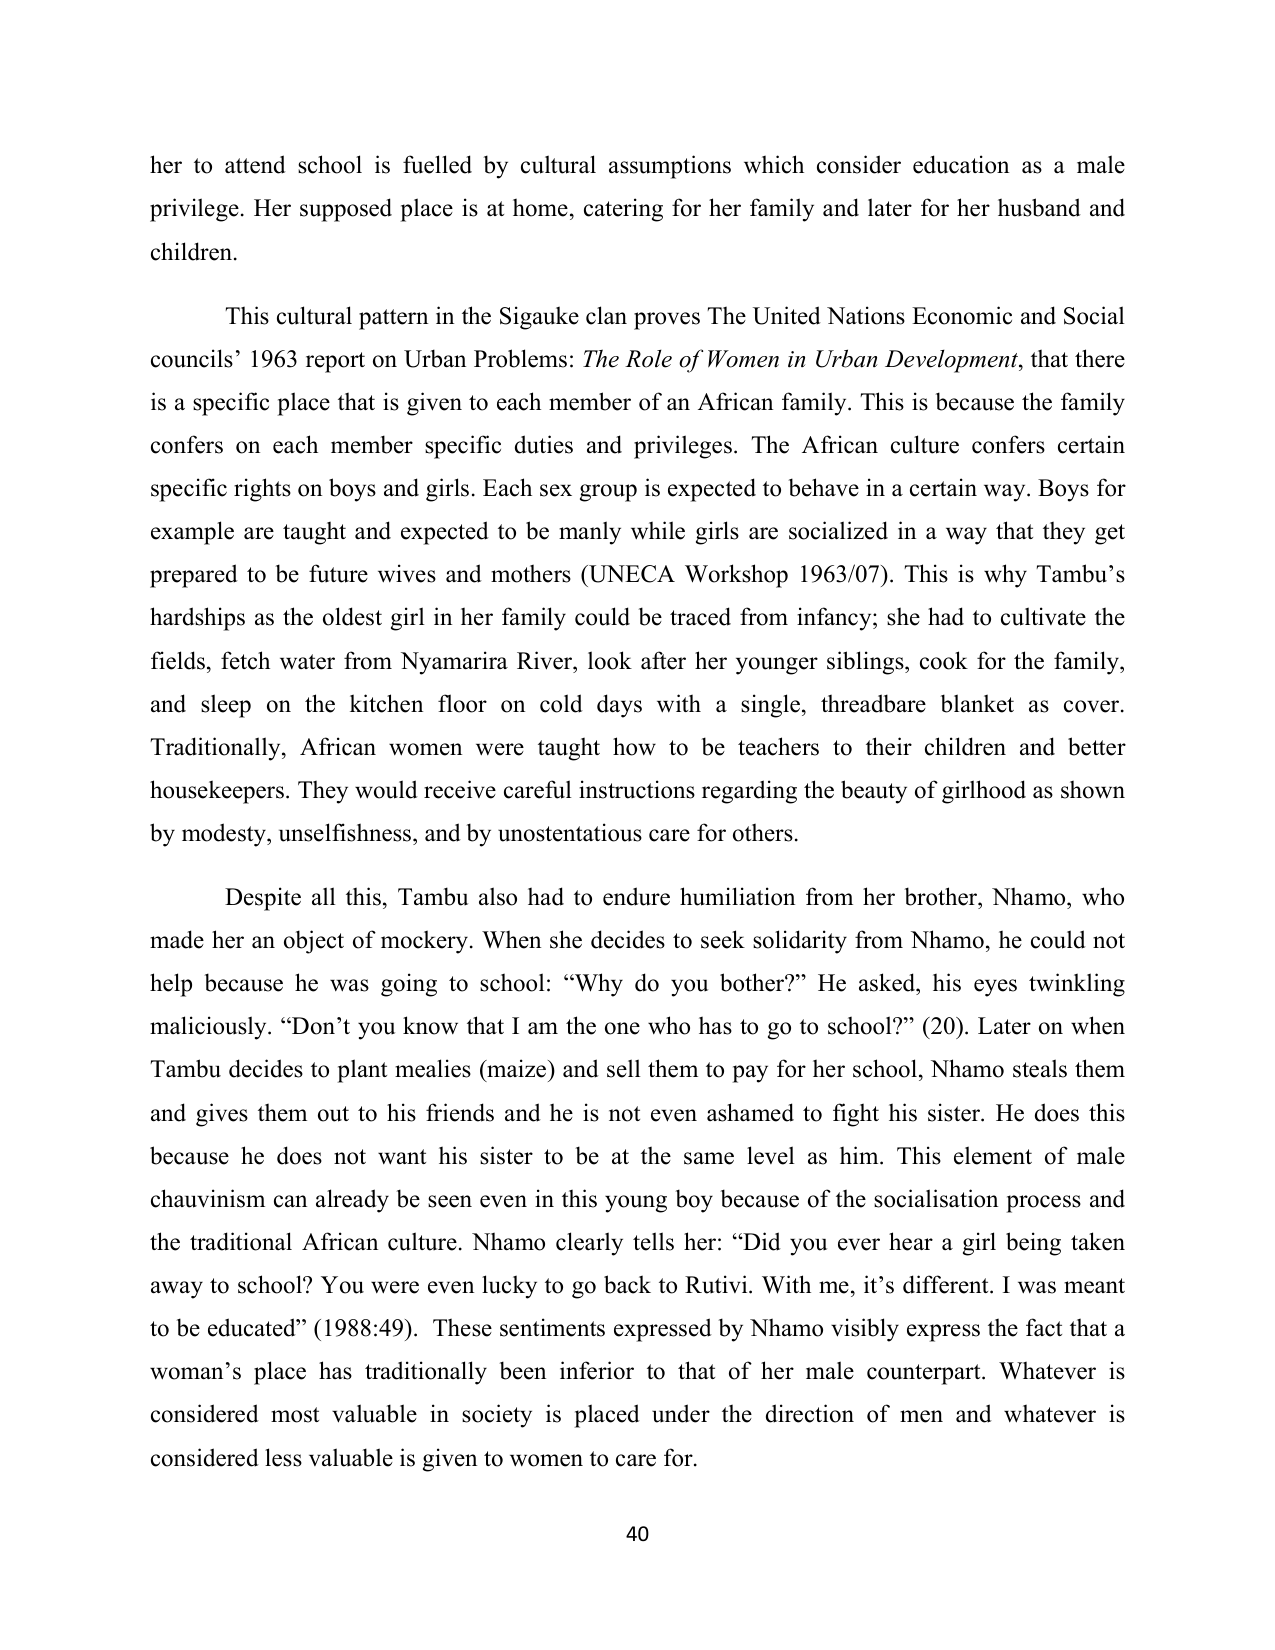 her to attend school is fuelled by cultural assumptions which consider education as a male
privilege. Her supposed place is at home, catering for her family and later for her husband and
children.
This cultural pattern in the Sigauke clan proves The United Nations Economic and Social
councils’ 1963 report on Urban Problems: The Role of Women in Urban Development, that there
is a specific place that is given to each member of an African family. This is because the family
confers on each member specific duties and privileges. The African culture confers certain
specific rights on boys and girls. Each sex group is expected to behave in a certain way. Boys for
example are taught and expected to be manly while girls are socialized in a way that they get
prepared to be future wives and mothers (UNECA Workshop 1963/07). This is why Tambu’s
hardships as the oldest girl in her family could be traced from infancy; she had to cultivate the
fields, fetch water from Nyamarira River, look after her younger siblings, cook for the family,
and sleep on the kitchen floor on cold days with a single, threadbare blanket as cover.
Traditionally, African women were taught how to be teachers to their children and better
housekeepers. They would receive careful instructions regarding the beauty of girlhood as shown
by modesty, unselfishness, and by unostentatious care for others.
Despite all this, Tambu also had to endure humiliation from her brother, Nhamo, who
made her an object of mockery. When she decides to seek solidarity from Nhamo, he could not
help because he was going to school: “Why do you bother?” He asked, his eyes twinkling
maliciously. “Don’t you know that I am the one who has to go to school?” (20). Later on when
Tambu decides to plant mealies (maize) and sell them to pay for her school, Nhamo steals them
and gives them out to his friends and he is not even ashamed to fight his sister. He does this
because he does not want his sister to be at the same level as him. This element of male
chauvinism can already be seen even in this young boy because of the socialisation process and
the traditional African culture. Nhamo clearly tells her: “Did you ever hear a girl being taken
away to school? You were even lucky to go back to Rutivi. With me, it’s different. I was meant
to be educated” (1988:49).  These sentiments expressed by Nhamo visibly express the fact that a
woman’s place has traditionally been inferior to that of her male counterpart. Whatever is
considered most valuable in society is placed under the direction of men and whatever is
considered less valuable is given to women to care for.
40